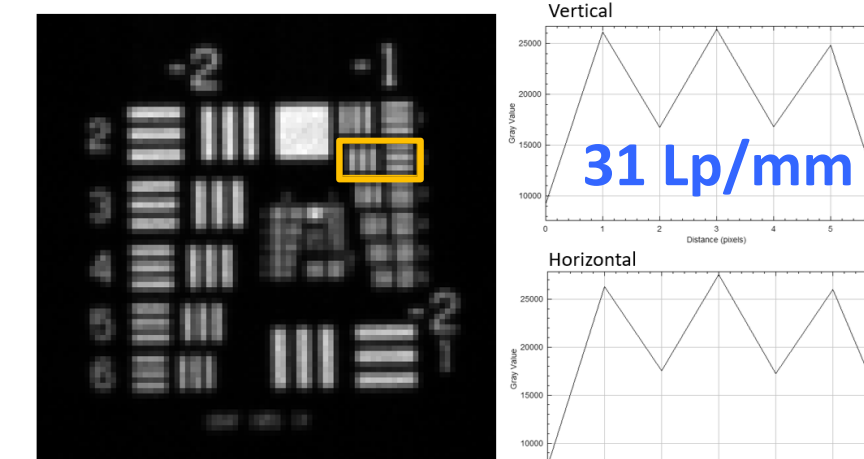 Vertical
-2
-1
25000
20000
15000
10000
Gray Value
31 Lp/mm
0 1 2 3 4 5
Distance (pixels)
2
3
4
5
6
-2
1
Horizontal
25000
20000
15000
10000
Gray Value